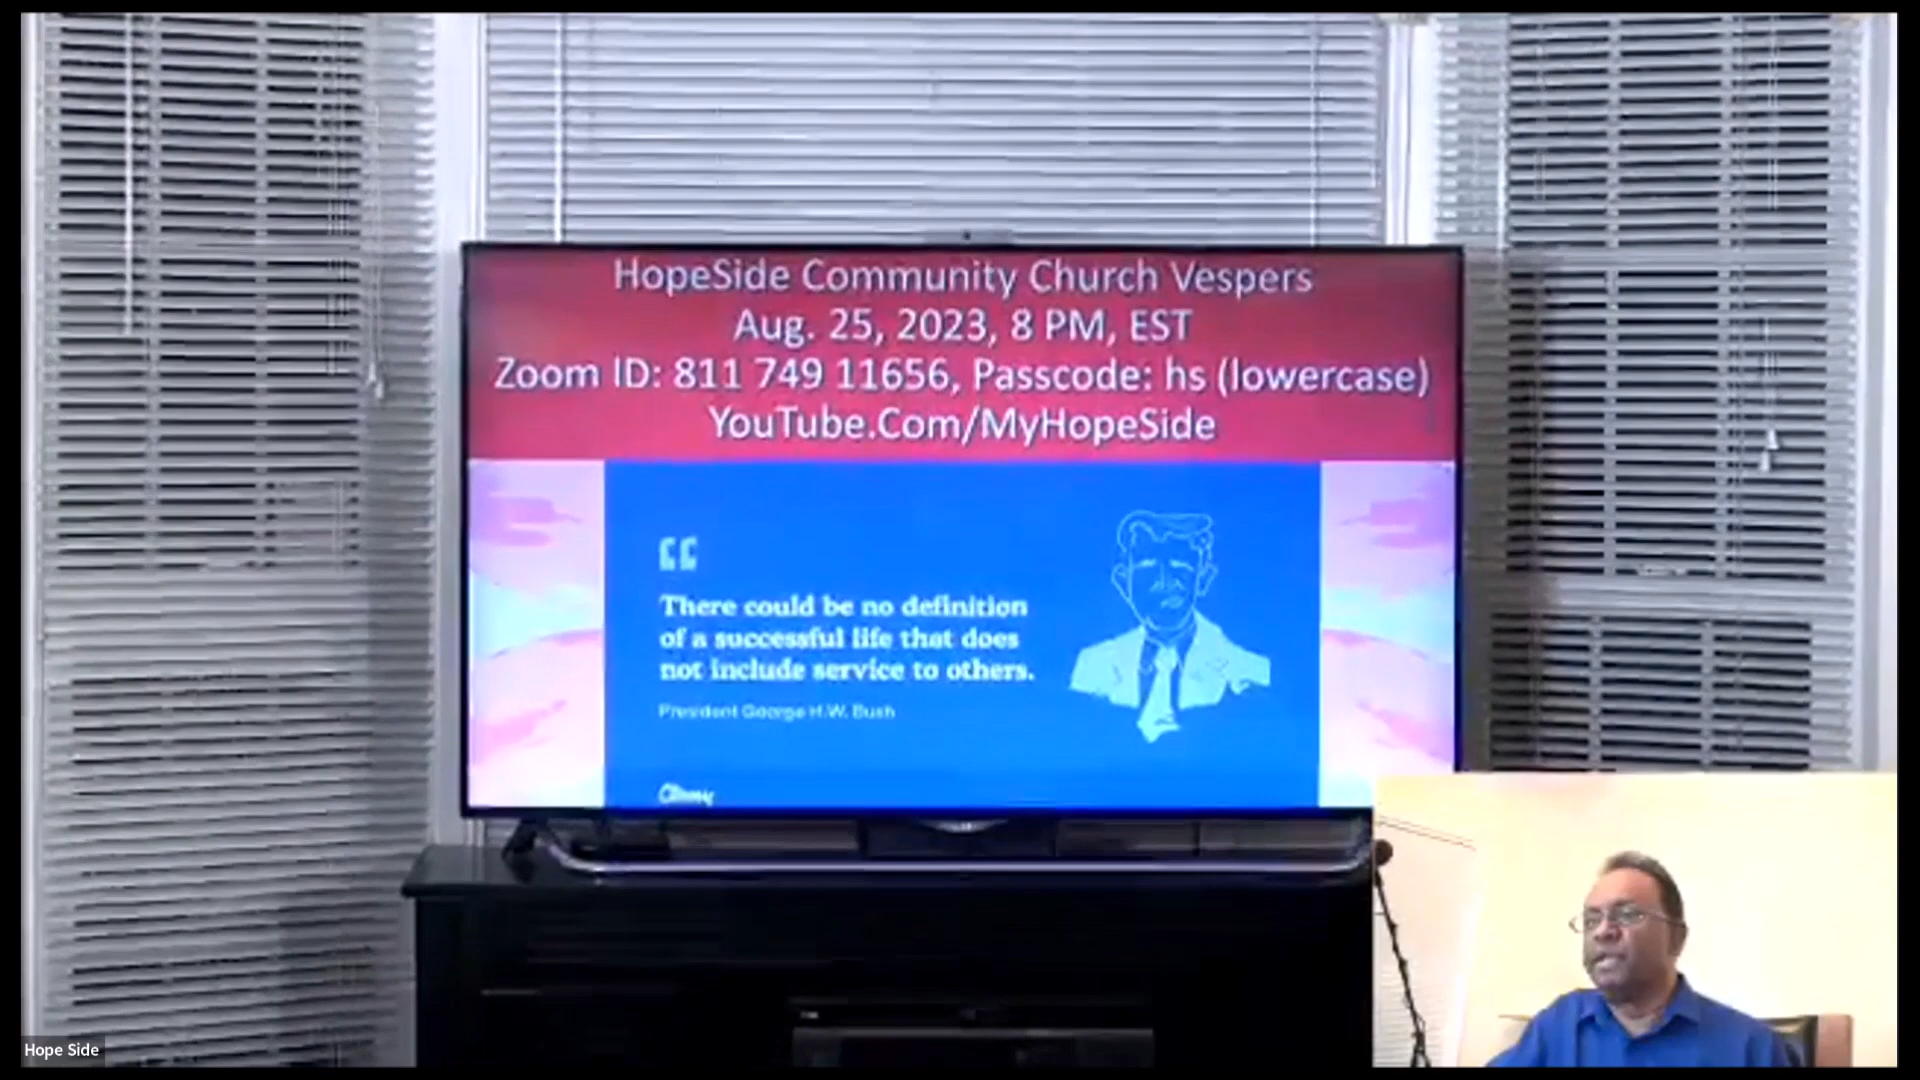 HopeSide Community Church Vespers
Aug. 25, 2023, 8 PM, EST
Zoom ID: 811 749 11656, Passcode: hs (lowercase)
YouTube.Com/MyHopeSide
“
There could be no definition
of a successful life that does
not include service to others.
President George H.W. Bush
Hope Side